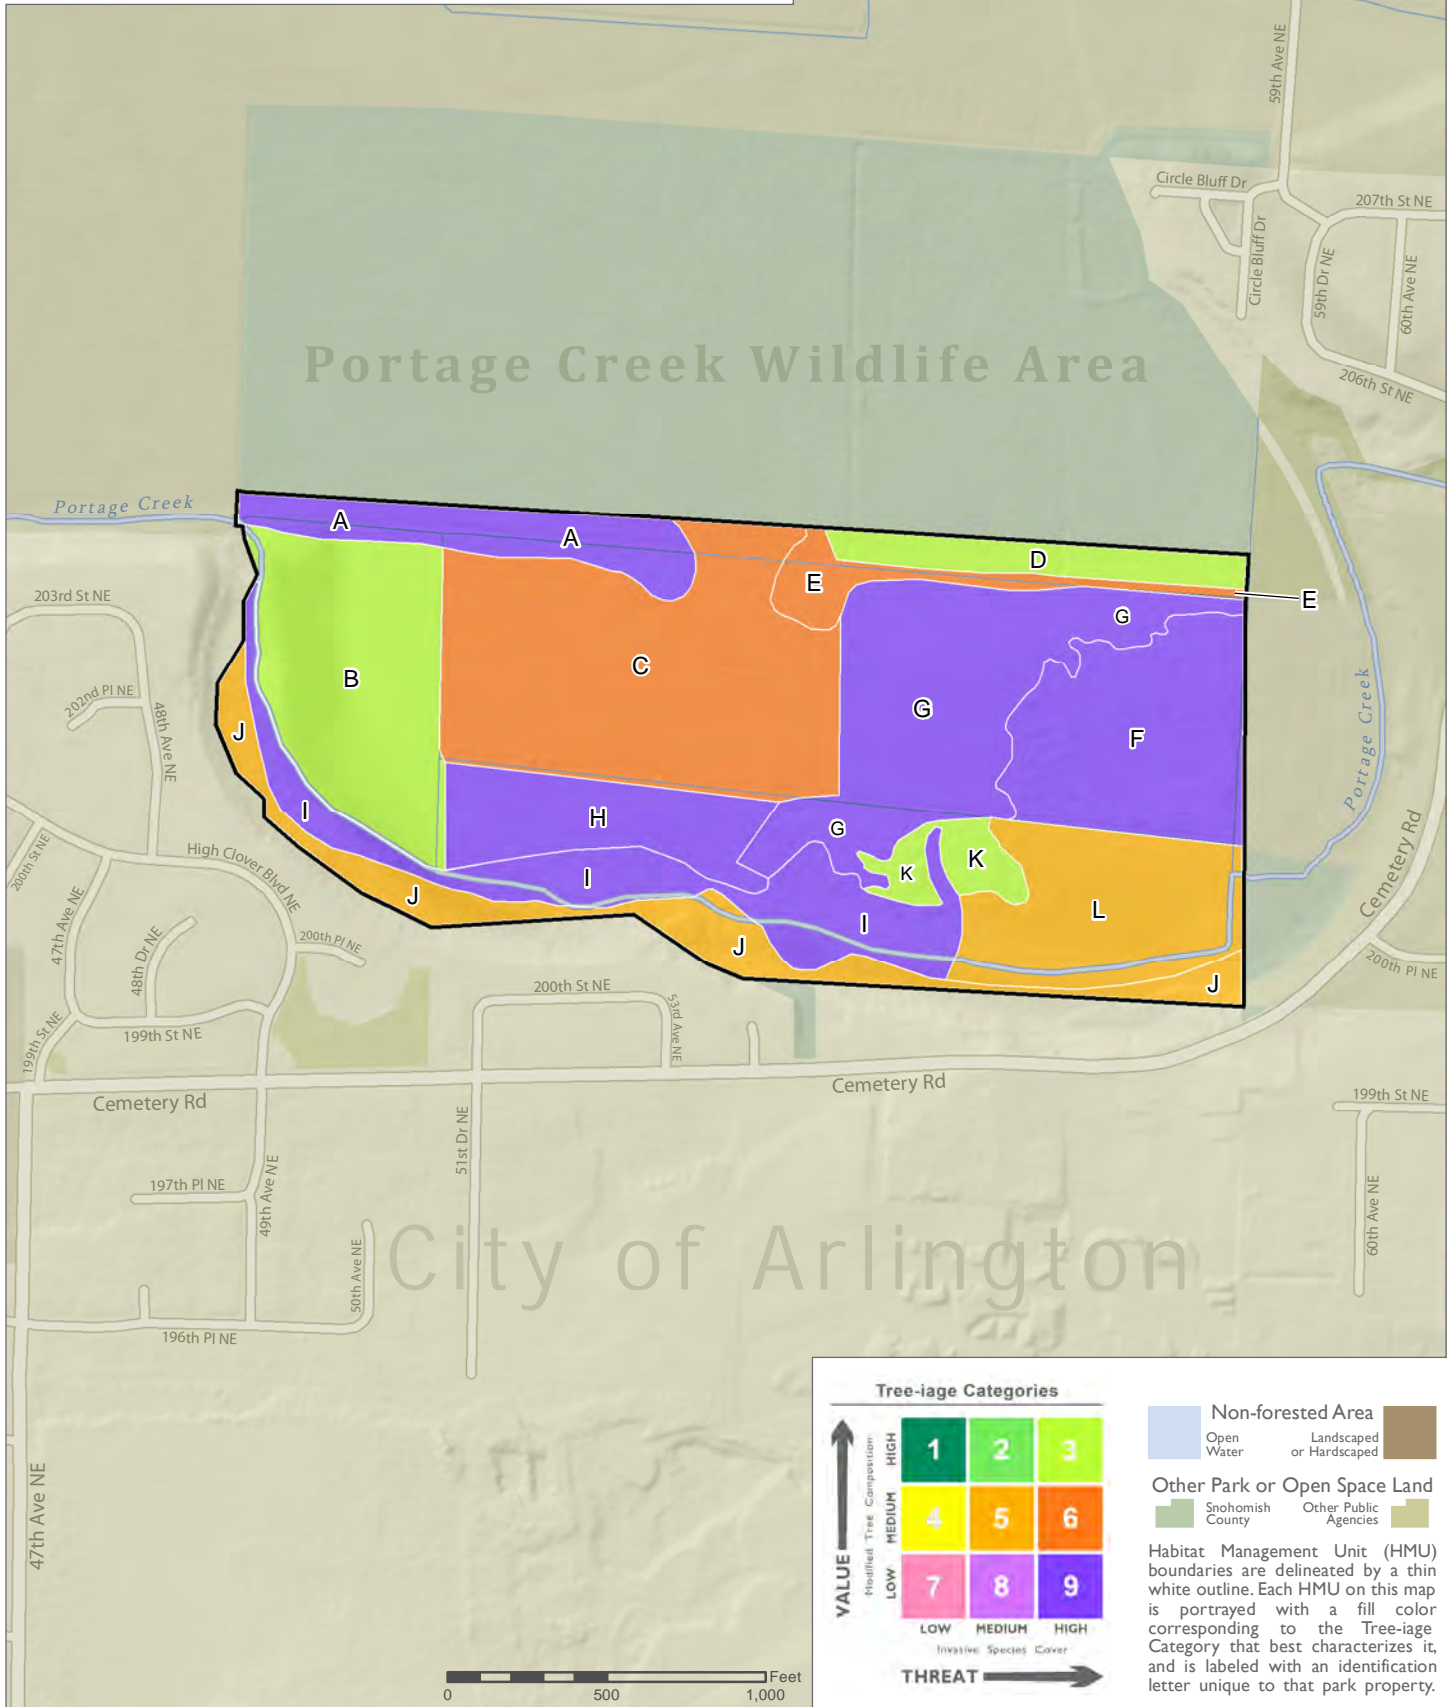 59th Ave NE
Circle Bluff Dr
207th St NE
Circle Bluff Dr
59th Dr NE
60th Ave NE
206th St NE
Portage Creek Wildlife Area
Portage Creek
A
A
D
E
E
203rd St NE
G
C
B
202nd Pl NE
48th Ave NE
J
G
F
Portage Creek
I
H
G
High Clover Blvd NE
200th St NE
K
K
Cemetery Rd
I
J
47th Ave NE
48th Dr NE
200th Pl NE
L
I
J
200th Pl NE
J
200th St NE
53rd Ave NE
199th St NE
199th St NE
Cemetery Rd
Cemetery Rd
199th St NE
51st Dr NE
197th Pl NE
49th Ave NE
60th Ave NE
City of Arlington
50th Ave NE
196th Pl NE
47th Ave NE
Feet
0
500
1,000
Tree-iage Categories
VALUE
Modified Tree Composition
HIGH
MEDIUM
LOW
1 2 3
4 5 6
7 8 9
LOW MEDIUM HIGH
Invasive Species Cover
THREAT
Non-forested Area
Open
Water
Landscaped
or Hardscaped
Other Park or Open Space Land
Snohomish
County
Other Public
Agencies
Habitat Management Unit (HMU)
boundaries are delineated by a thin
white outline. Each HMU on this map
is portrayed with a fill color
corresponding to the Tree-iage
Category that best characterizes it,
and is labeled with an identification
letter unique to that park property.